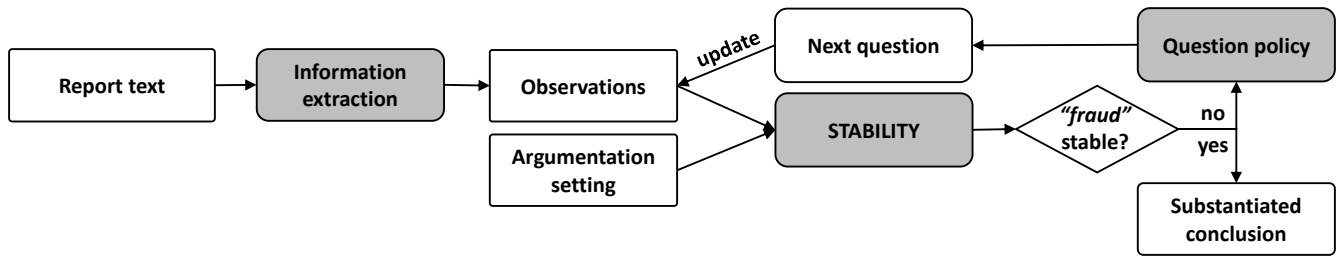 Report text
Information
extraction
Observations
Argumentation
setting
update
Next question
STABILITY
“fraud”
stable?
no
yes
Question policy
Substantiated
conclusion